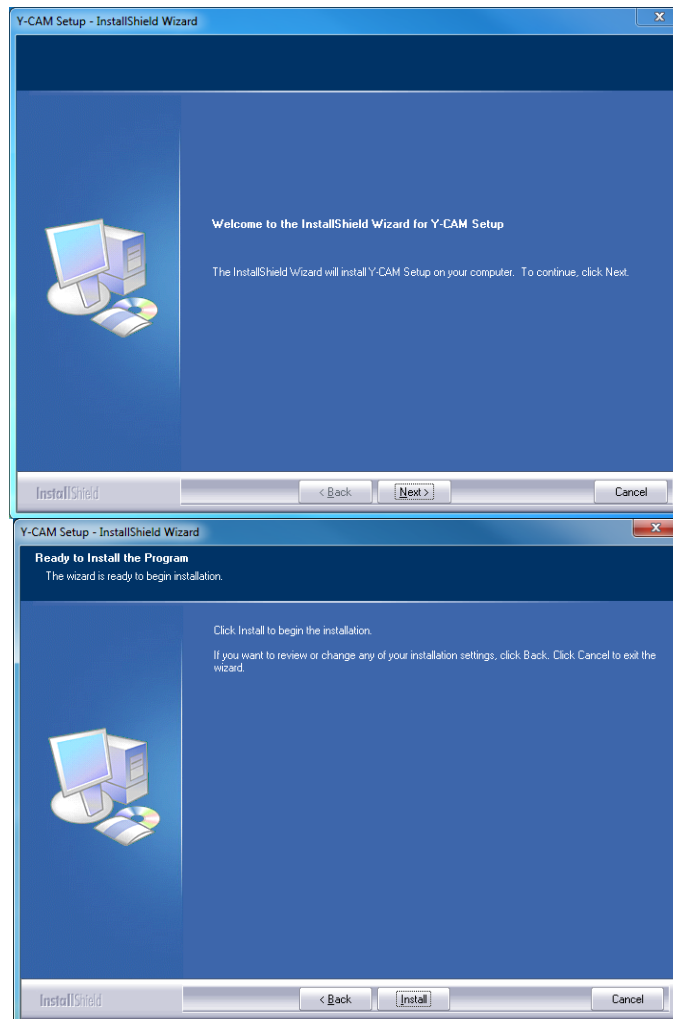 Y-CAM Setup - InstallShield Wizard
Welcome to the InstallShield Wizard for Y-CAM Setup
The InstallShield Wizard will install Y-CAM Setup on your computer. To continue, click Next.
InstallShield
< Back
Next >
Cancel
Y-CAM Setup - InstallShield Wizard
Ready to Install the Program
The wizard is ready to begin installation.
Click Install to begin the installation.
If you want to review or change any of your installation settings, click Back. Click Cancel to exit the
wizard.
InstallShield
< Back
Install
Cancel